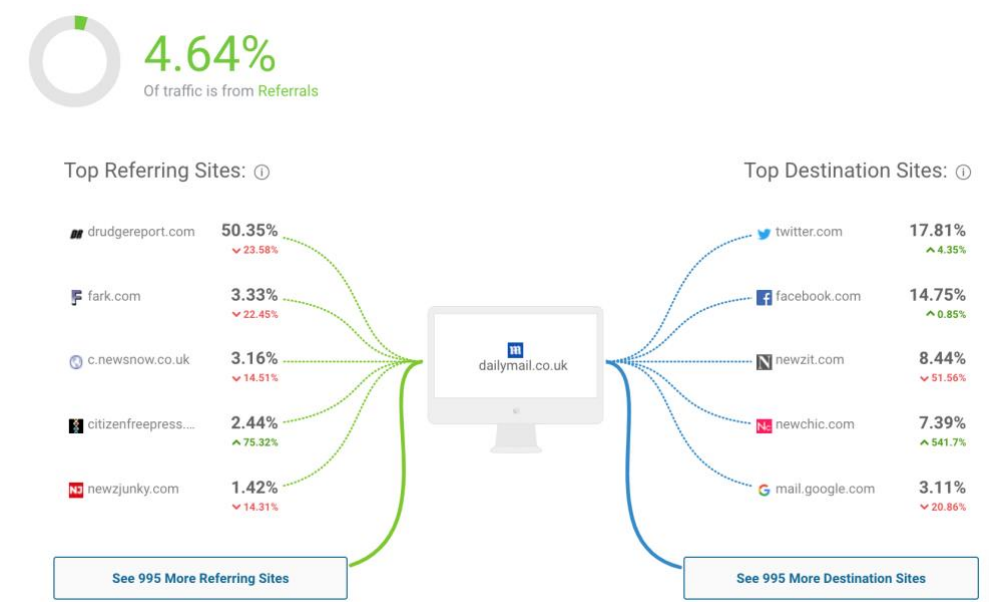 4.64%
Of traffic is from Referrals
Top Referring Sites:
drudgereport.com 50.35%
23.58%
fark.com 3.33%
22.45%
c.newsnow.co.uk 3.16%
14.51%
citizenfreepress.... 2.44%
75.32%
newzjunky.com 1.42%
14.31%
See 995 More Referring Sites
m
dailymail.co.uk
Top Destination Sites:
twitter.com 17.81%
4.35%
facebook.com 14.75%
0.85%
newzit.com 8.44%
51.56%
newchic.com 7.39%
541.7%
mail.google.com 3.11%
20.86%
See 995 More Destination Sites